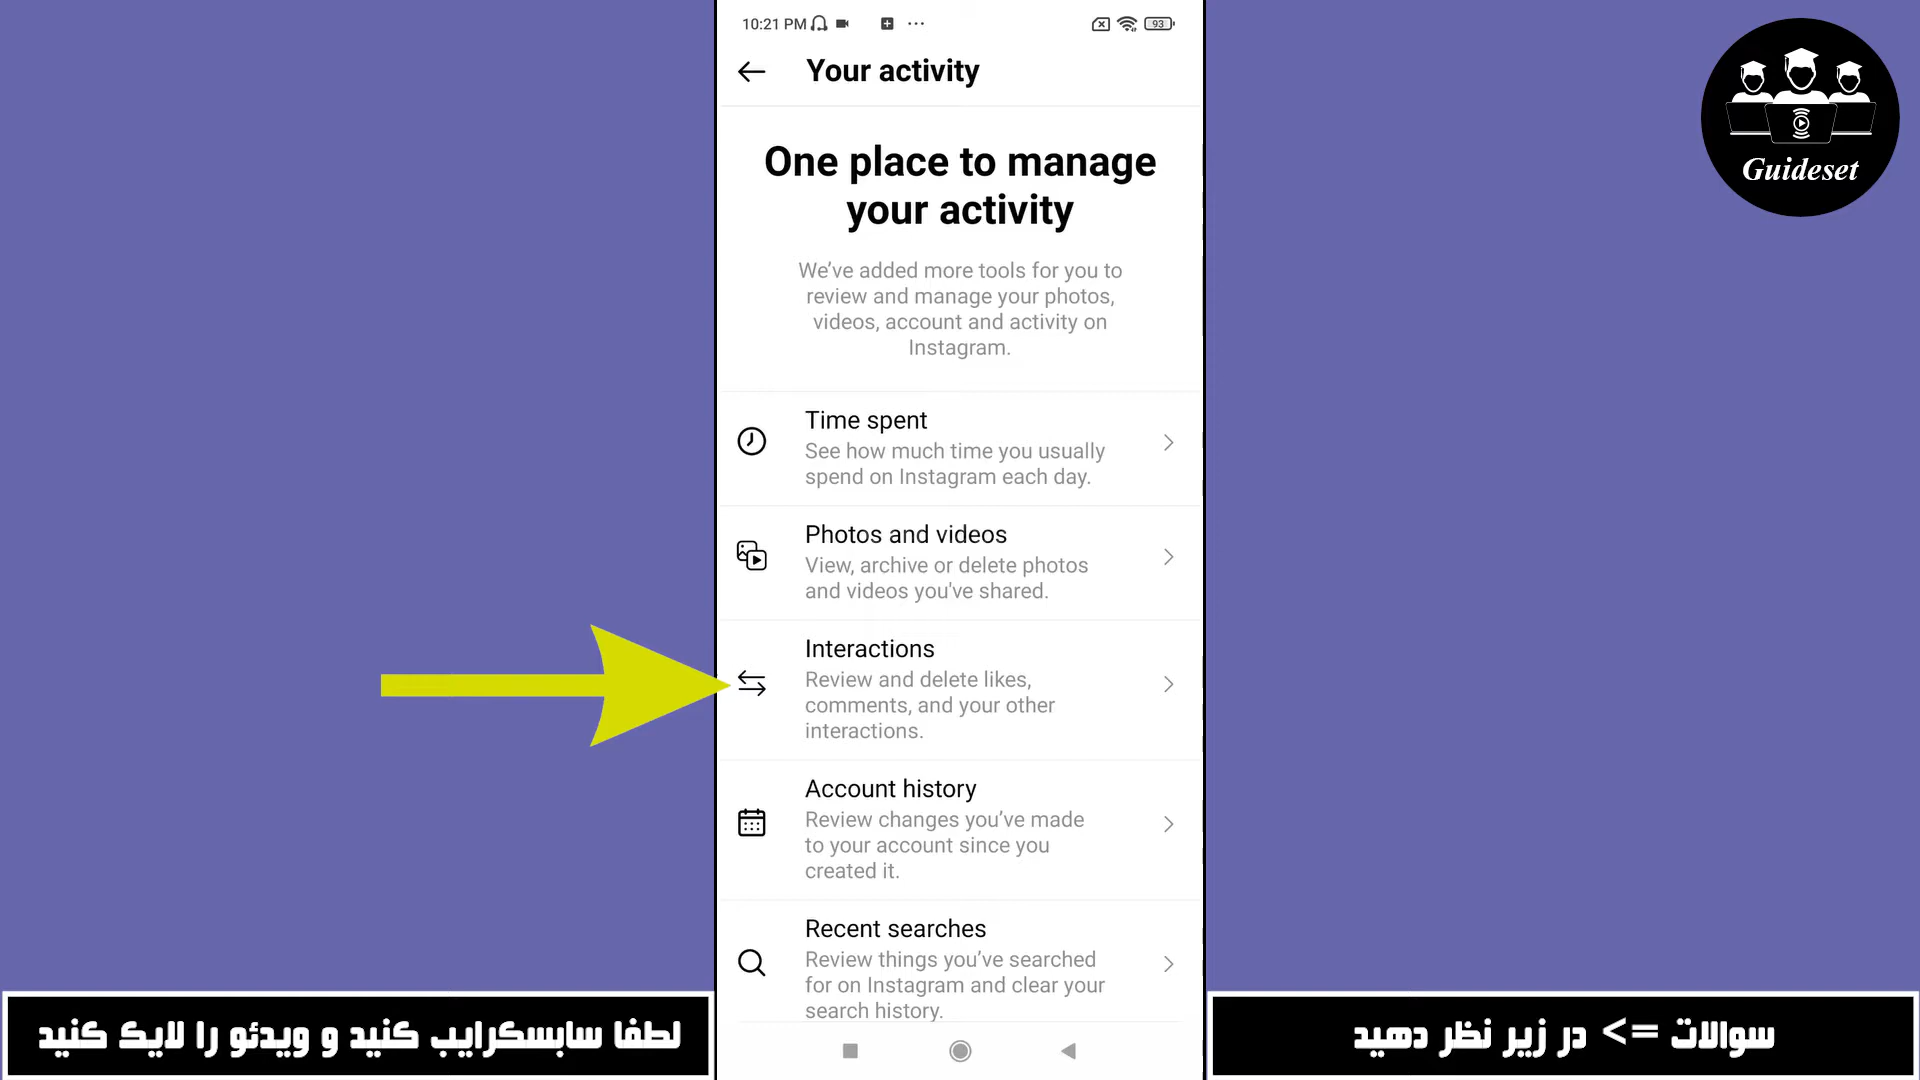 10:21 PM
93
Your activity
One place to manage
your activity
We’ve added more tools for you to
review and manage your photos,
videos, account and activity on
Instagram.
Time spent
See how much time you usually
spend on Instagram each day.
Photos and videos
View, archive or delete photos
and videos you've shared.
Interactions
Review and delete likes,
comments, and your other
interactions.
Account history
Review changes you’ve made
to your account since you
created it.
Recent searches
Review things you’ve searched
for on Instagram and clear your
search history.
Guideset
لطفا سابسکرایب کنید و ویدئو را لایک کنید
سوالات => در زیر نظر دهید